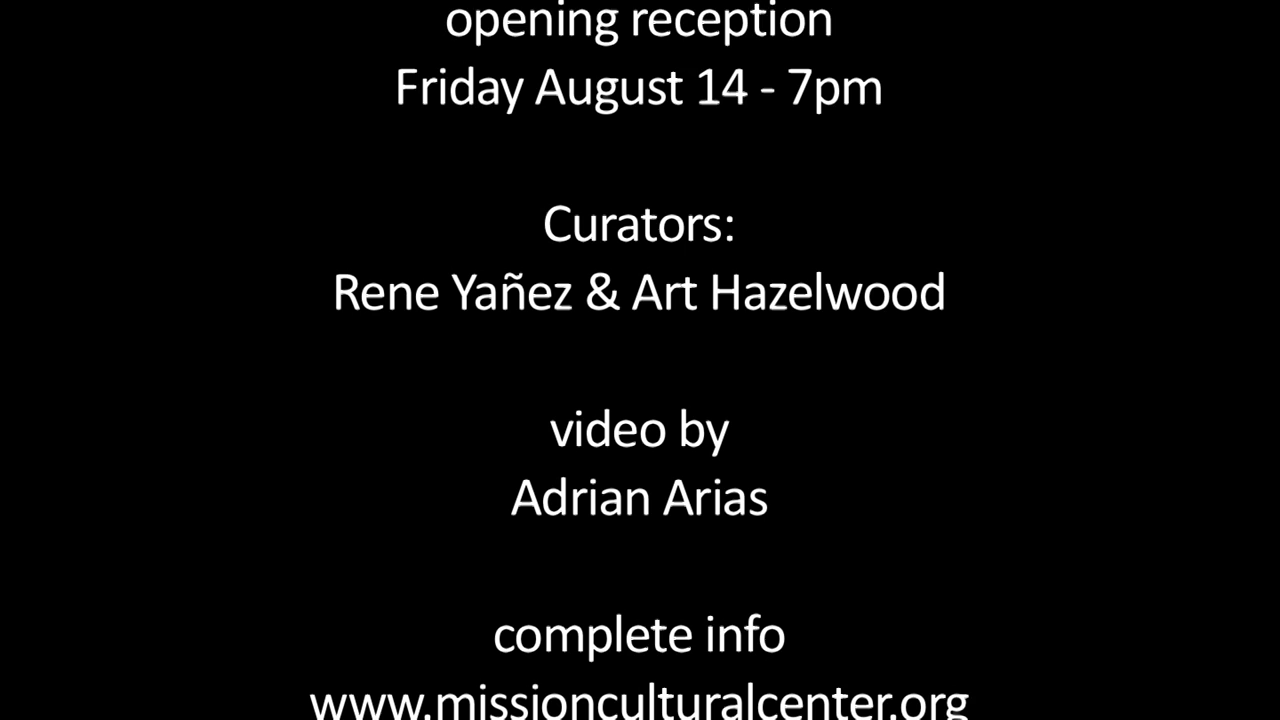 opening reception
Friday August 14 - 7pm
Curators:
Rene Yañez & Art Hazelwood
video by
Adrian Arias
complete info
www.missionculturalcenter.org